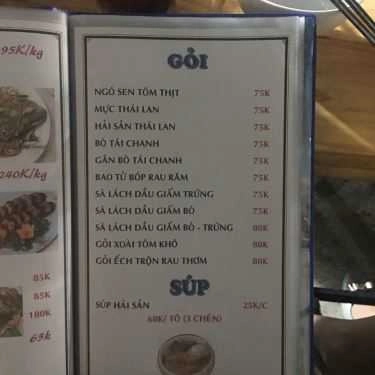 95K/kg
240K/kg
85K
85K
180K
65k
GỎI
NGÓ SEN TÔM THỊT 75K
MỰC THÁI LAN 75K
HẢI SẢN THÁI LAN 75K
BÒ TÁI CHANH 75K
GÂN BÒ TÁI CHANH 75K
BAO TỬ BÓP RAU RĂM 75K
SÀ LÁCH DẦU GIẤM TRỨNG 75K
SÀ LÁCH DẦU GIẤM BÒ 75K
SÀ LÁCH DẦU GIẤM BÒ - TRỨNG 80K
GỎI XOÀI TÔM KHÔ 80K
GỎI ẾCH TRỘN RAU THƠM 80K
SÚP
SÚP HẢI SẢN 25K/C
60K/ TÔ (3 CHÉN)